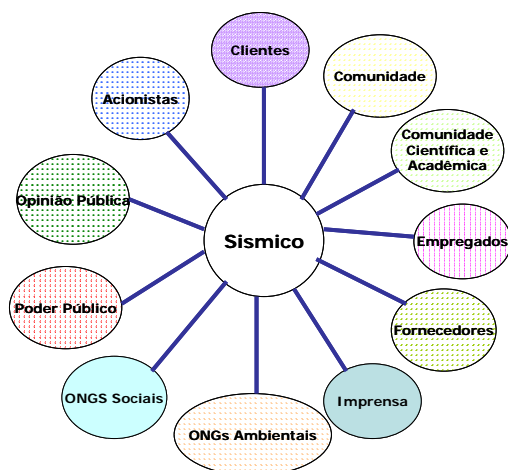 Clientes
Comunidade
Acionistas
Comunidade
Científica e
Acadêmica
Opinião Pública
Sismico
Empregados
Poder Público
Fornecedores
ONGS Sociais
Imprensa
ONGs Ambientais